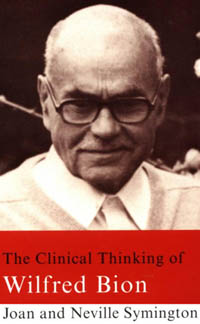 The Clinical Thinking of
Wilfred Bion
Joan and Neville Symington